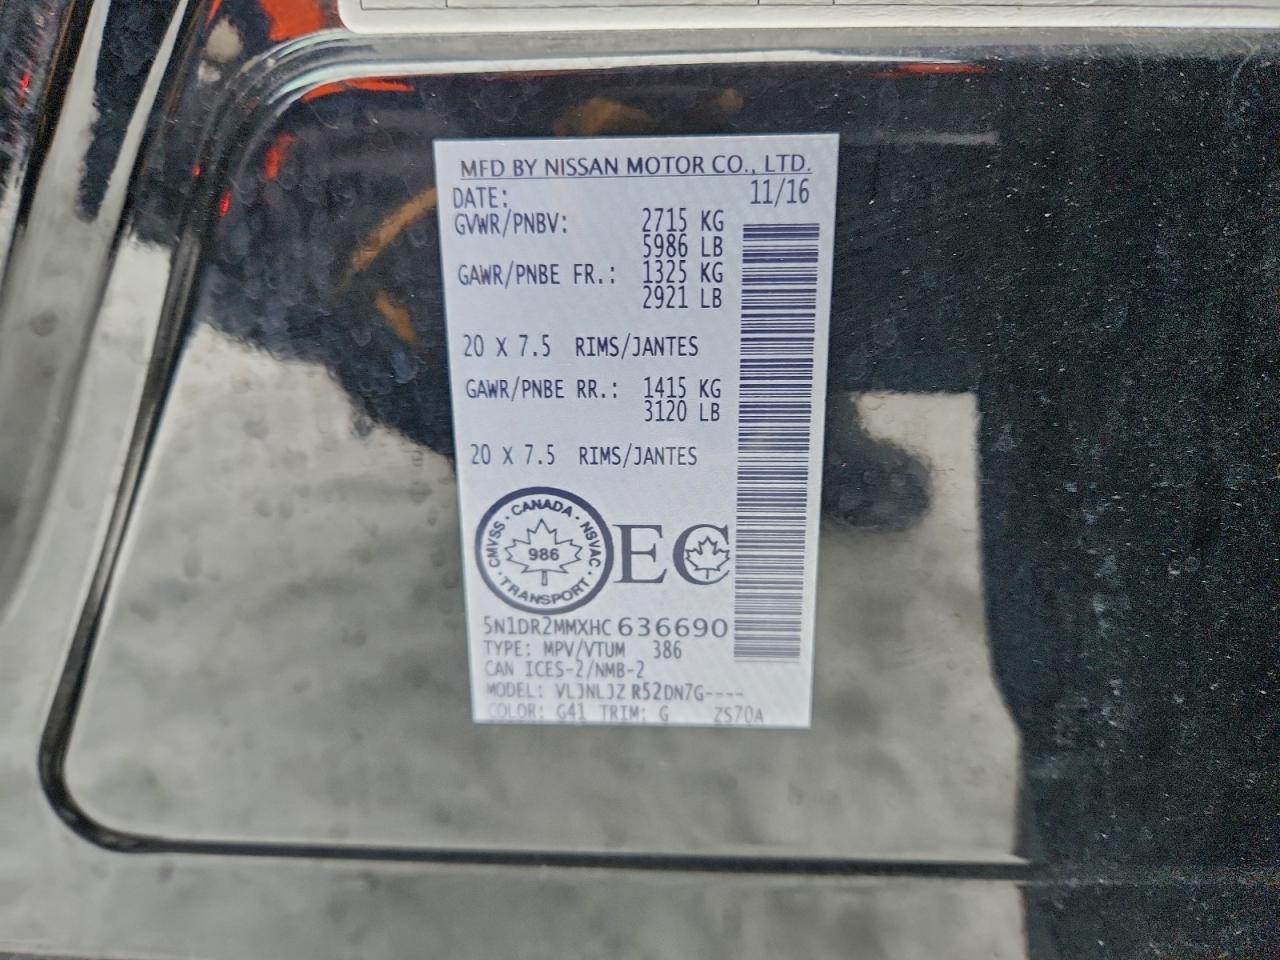 MFD BY NISSAN MOTOR CO., LTD.
DATE: 11/16
GVWR/PNBV: 2715 KG
5986 LB
GAWR/PNBE FR.: 1325 KG
2921 LB
20 X 7.5 RIMS/JANTES
GAWR/PNBE RR.: 1415 KG
3120 LB
20 X 7.5 RIMS/JANTES
CMVSS · CANADA · NSVAC · TRANSPORT ·
986
EC
5N1DR2MMXHC636690
TYPE: MPV/VTUM 386
CAN ICES-2/NMB-2
MODEL: VLJNLJZ R52DN7G----
COLOR: G41 TRIM: G ZS70A